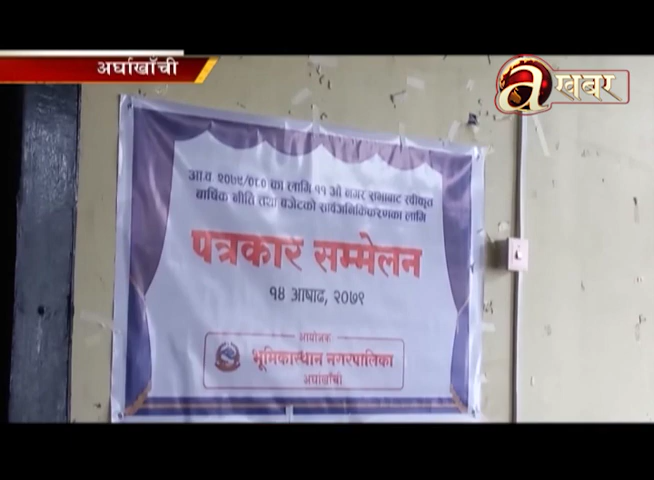 अर्घाखाँची
a खबर
आ.व. २०७९/०८० का लागि ११ औं नगर सभाबाट स्वीकृत
बार्षिक नीति तथा बजेटको सार्वजनिकिकरणका लागि
पत्रकार सम्मेलन
१४ आषाढ, २०७९
आयोजक
भूमिकास्थान नगरपालिका
अर्घाखाँची